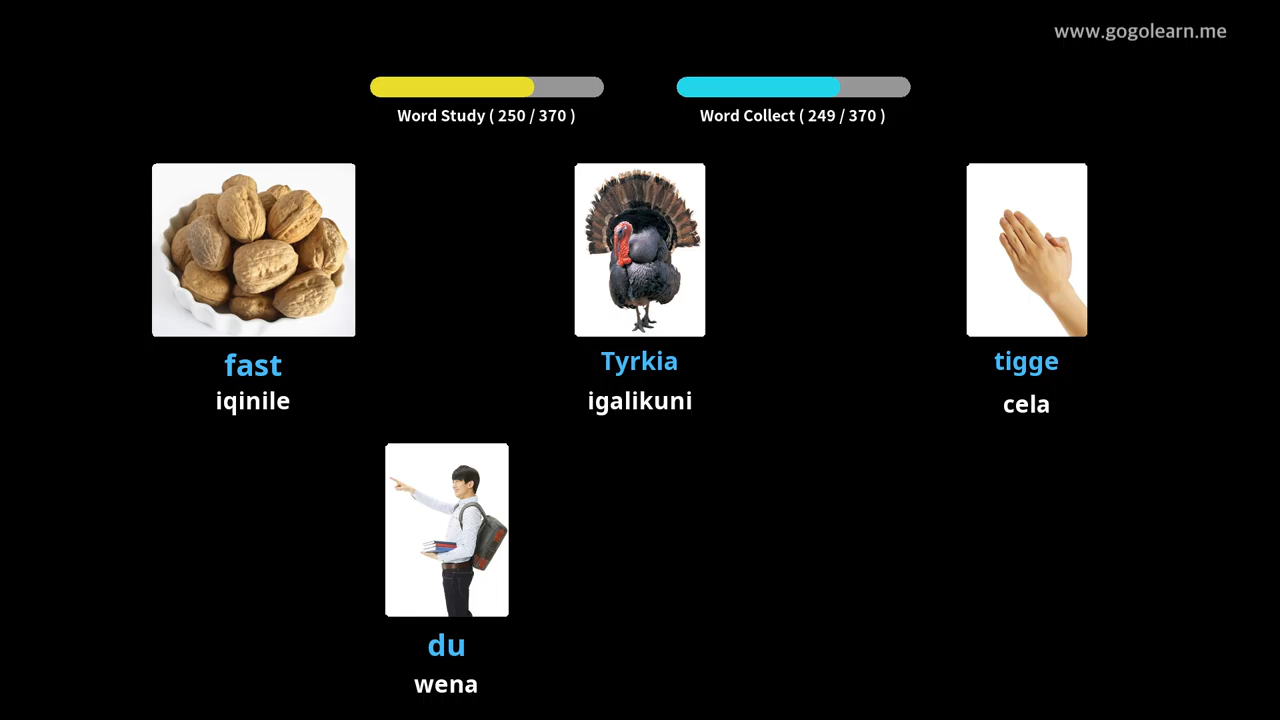 www.gogolearn.me
Word Study ( 250 / 370 )
Word Collect ( 249 / 370 )
fast
iqinile
Tyrkia
igalikuni
tigge
cela
du
wena